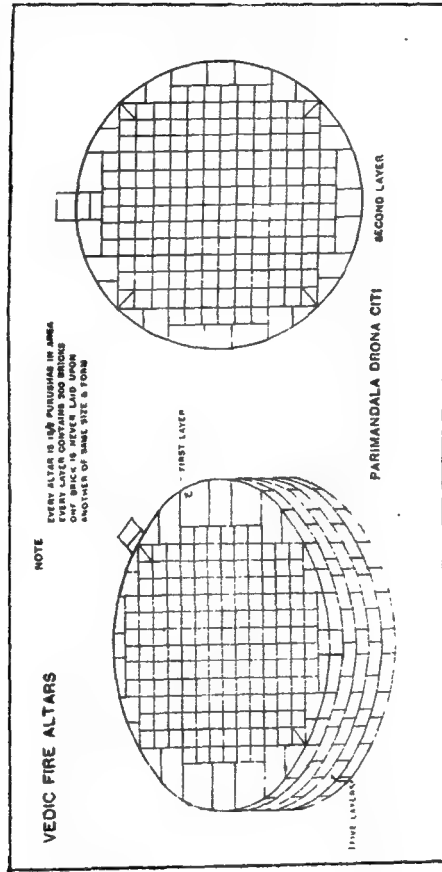 VEDIC FIRE ALTARS
NOTE
EVERY ALTAR IS 15/2 PURUSHAS IN AREA
EVERY LAYER CONTAINS 200 BRICKS
ONE BRICK IS NEVER LAID UPON
ANOTHER OF SAME SIZE & FORM
FIRST LAYER
FIVE LAYERS
SECOND LAYER
PARIMANDALA DRONA CITI